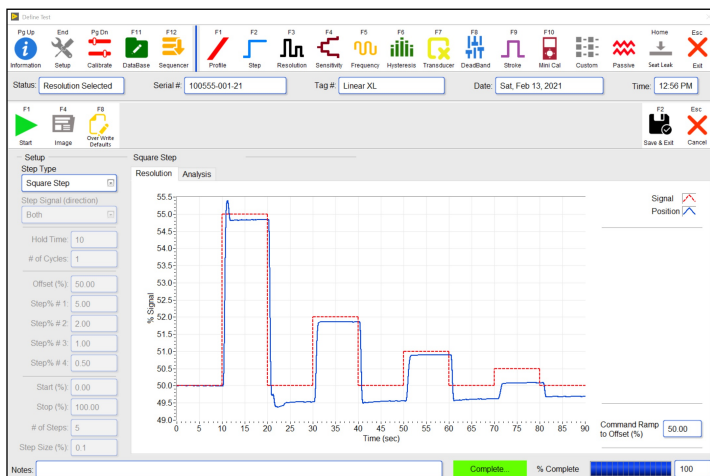 Define Test
Pg Up End Pg Dn F11 F12 F1 F2 F3 F4 F5 F6 F7 F8 F9 F10 Home Esc
Information Setup Calibrate DataBase Sequencer Profile Step Resolution Sensitivity Frequency Hysteresis Transducer DeadBand Stroke Mini Cal Custom Passive Seat Leak Exit
Status: Resolution Selected Serial #: 100555-001-21 Tag #: Linear XL Date: Sat, Feb 13, 2021 Time: 12:56 PM
F1 F4 F8 F2 Esc
Start Image Over Write Defaults Save & Exit Cancel
Setup
Step Type
Square Step
Step Signal (direction)
Both
Hold Time: 10
# of Cycles: 1
Offset (%): 50.00
Step% # 1: 5.00
Step% # 2: 2.00
Step% # 3: 1.00
Step% # 4: 0.50
Start (%): 0.00
Stop (%): 100.00
# of Steps: 5
Step Size (%): 0.1
Square Step
Resolution Analysis
% Signal
55.5
55.0
54.5
54.0
53.5
53.0
52.5
52.0
51.5
51.0
50.5
50.0
49.5
49.0
0 5 10 15 20 25 30 35 40 45 50 55 60 65 70 75 80 85 90
Time (sec)
Signal
Position
Command Ramp
to Offset (%) 50.00
Notes: Complete... % Complete 100